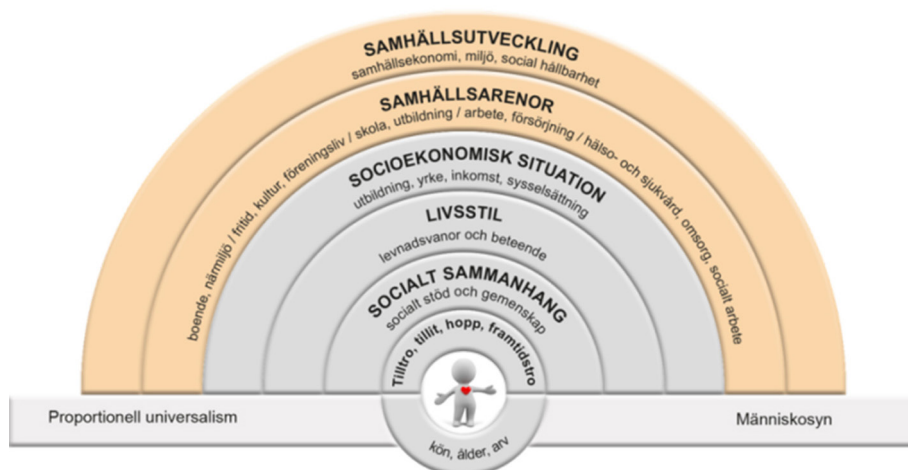 SAMHÄLLSUTVECKLING
samhällsekonomi, miljö, social hållbarhet
SAMHÄLLSARENOR
boende, närmiljö / fritid, kultur, föreningsliv / skola, utbildning / arbete, försörjning / hälso- och sjukvård, omsorg, socialt arbete
SOCIOEKONOMISK SITUATION
utbildning, yrke, inkomst, sysselsättning
LIVSSTIL
levnadsvanor och beteende
SOCIALT SAMMANHANG
socialt stöd och gemenskap
Tilltro, tillit, hopp, framtidstro
Proportionell universalism
Människosyn
kön, ålder, arv